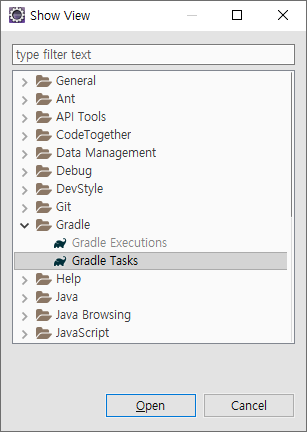 Show View
type filter text
General
Ant
API Tools
CodeTogether
Data Management
Debug
DevStyle
Git
Gradle
Gradle Executions
Gradle Tasks
Help
Java
Java Browsing
JavaScript
Open
Cancel